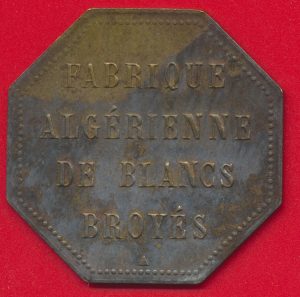 FABRIQUE
ALGÉRIENNE
DE BLANCS
BROYÉS
A